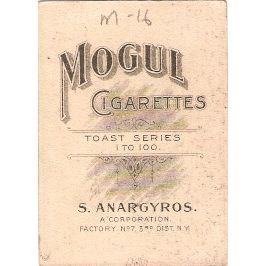 M-16
MOGUL
CIGARETTES
TOAST SERIES
1 TO 100.
S. ANARGYROS.
A CORPORATION.
FACTORY No7, 3RD DIST. N.Y.